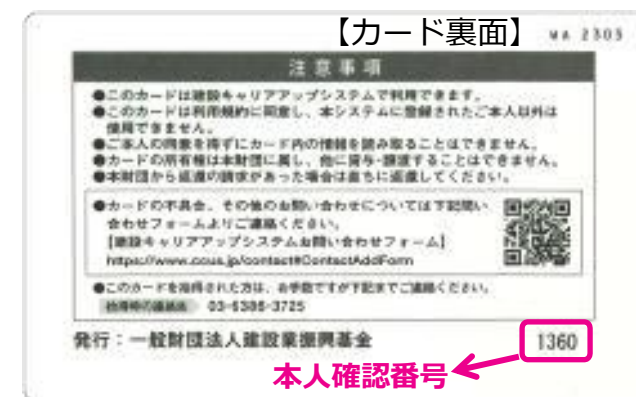 【カード裏面】
WA 2303
注意事項
●このカードは建設キャリアアップシステムで利用できます。
●このカードは利用規約に同意し、本システムに登録されたご本人以外は
使用できません。
●ご本人の同意を得ずにカード内の情報を読み取ることはできません。
●カードの所有権は本財団に属し、他に貸与・譲渡することはできません。
●本財団から返還の請求があった場合は直ちに返還してください。
●カードの不具合、その他のお問い合わせについては下記問い
合わせフォームよりご連絡ください。
【建設キャリアアップシステムお問い合わせフォーム】
https://www.ccus.jp/contact#ContactAddForm
●このカードを拾得された方は、お手数ですが下記までご連絡ください。
拾得時の連絡先 03-6386-3725
発行：一般財団法人建設業振興基金
1360
本人確認番号